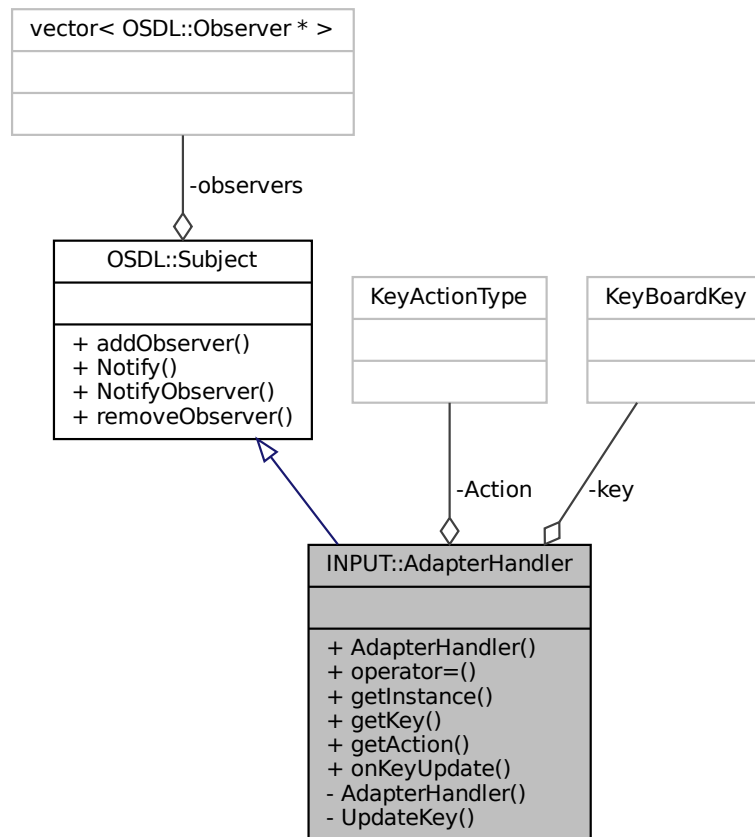 vector< OSDL::Observer * >
-observers
OSDL::Subject
+ addObserver()
+ Notify()
+ NotifyObserver()
+ removeObserver()
KeyActionType
KeyBoardKey
-Action
-key
INPUT::AdapterHandler
+ AdapterHandler()
+ operator=()
+ getInstance()
+ getKey()
+ getAction()
+ onKeyUpdate()
- AdapterHandler()
- UpdateKey()